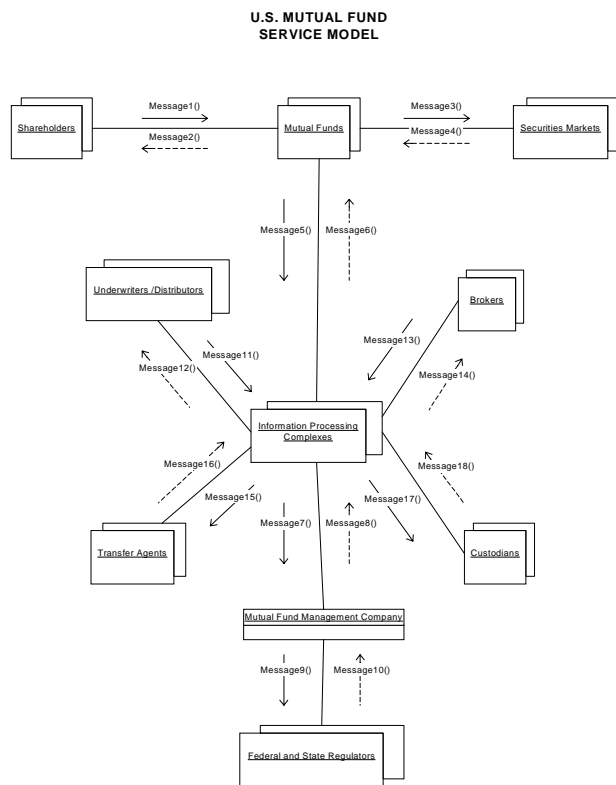 U.S. MUTUAL FUND
SERVICE MODEL
Message1()
Message3()
Shareholders
Mutual Funds
Securities Markets
Message2()
Message4()
Message5()
Message6()
Underwriters /Distributors
Brokers
Message11()
Message13()
Message12()
Message14()
Information Processing
Complexes
Message16()
Message18()
Message15()
Message17()
Message7()
Message8()
Transfer Agents
Custodians
Mutual Fund Management Company
Message9()
Message10()
Federal and State Regulators